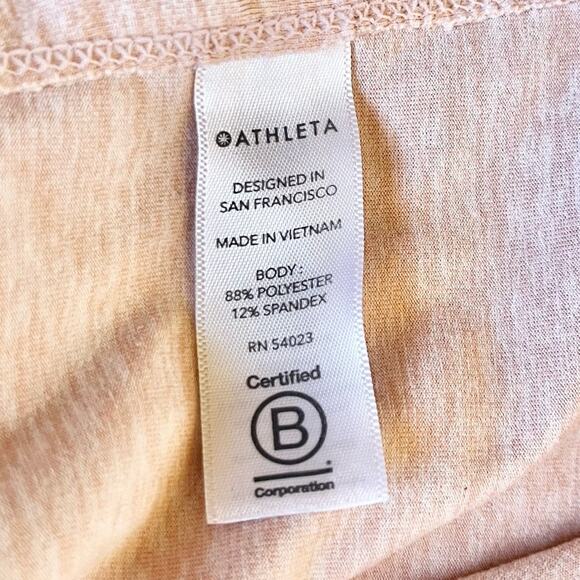 ATHLETA
DESIGNED IN
SAN FRANCISCO
MADE IN VIETNAM
BODY :
88% POLYESTER
12% SPANDEX
RN 54023
Certified
B
Corporation